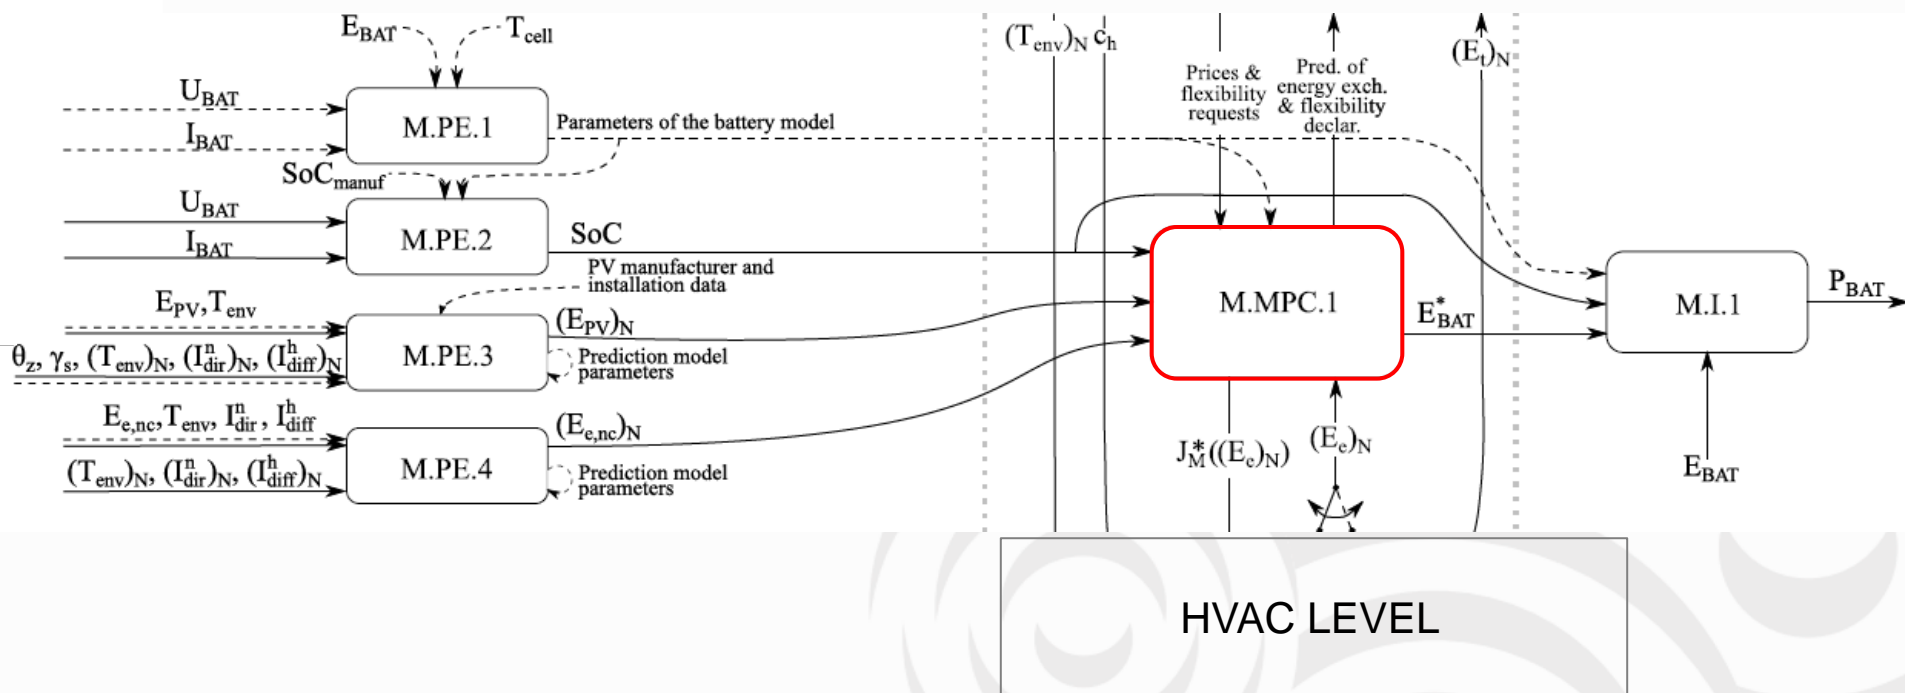 E_BAT
T_cell
(T_env)_N c_h
(E_t)_N
Prices &
flexibility
requests
Pred. of
energy exch.
& flexibility
declar.
U_BAT
I_BAT
M.PE.1
Parameters of the battery model
SoC_manuf
U_BAT
I_BAT
M.PE.2
SoC
PV manufacturer and
installation data
E_PV, T_env
θ_z, γ_s, (T_env)_N, (I^n_dir)_N, (I^h_diff)_N
M.PE.3
(E_PV)_N
Prediction model
parameters
E_e,nc, T_env, I^n_dir, I^h_diff
(T_env)_N, (I^n_dir)_N, (I^h_diff)_N
M.PE.4
(E_e,nc)_N
Prediction model
parameters
M.MPC.1
E*_BAT
J*_M((E_e)_N)
(E_e)_N
M.I.1
P_BAT
E_BAT
HVAC LEVEL